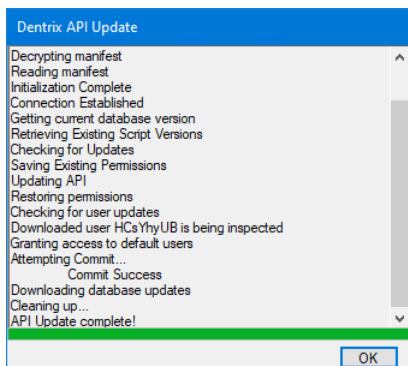 Dentrix API Update
Decrypting manifest
Reading manifest
Initialization Complete
Connection Established
Getting current database version
Retrieving Existing Script Versions
Checking for Updates
Saving Existing Permissions
Updating API
Restoring permissions
Checking for user updates
Downloaded user HCsYhyUB is being inspected
Granting access to default users
Attempting Commit...
Commit Success
Downloading database updates
Cleaning up...
API Update complete!
OK